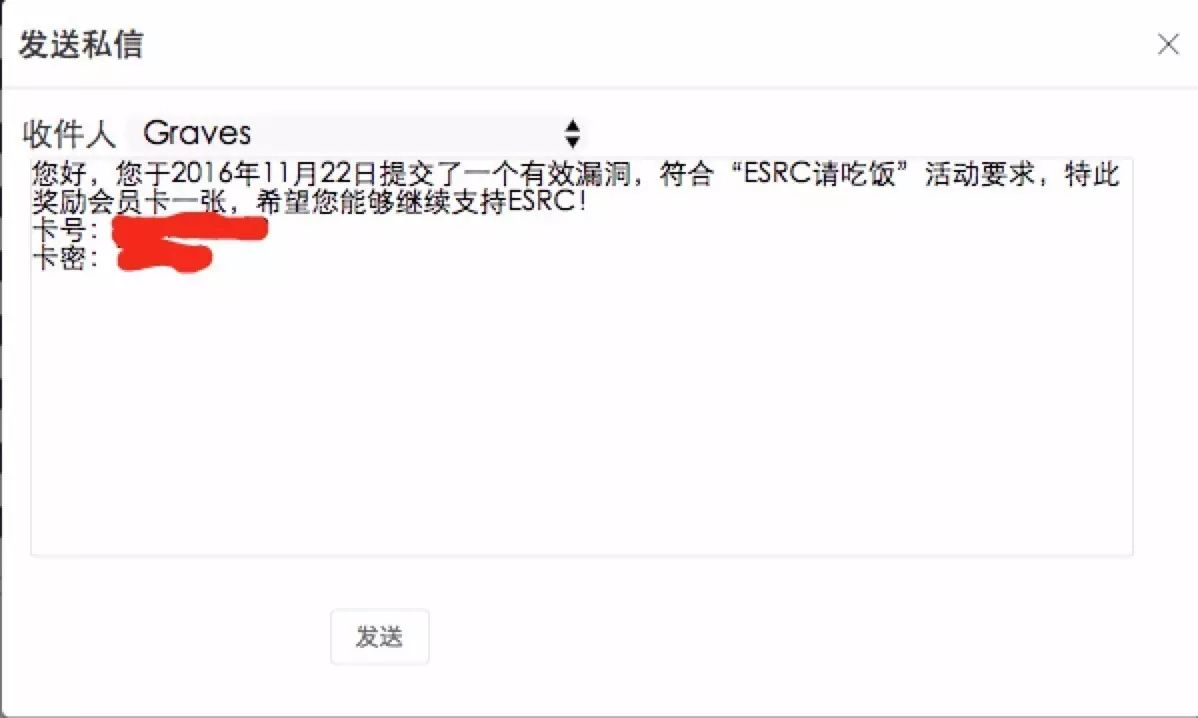 发送私信
收件人 Graves
您好，您于2016年11月22日提交了一个有效漏洞，符合“ESRC请吃饭”活动要求，特此
奖励会员卡一张，希望您能够继续支持ESRC！
卡号：
卡密：
发送